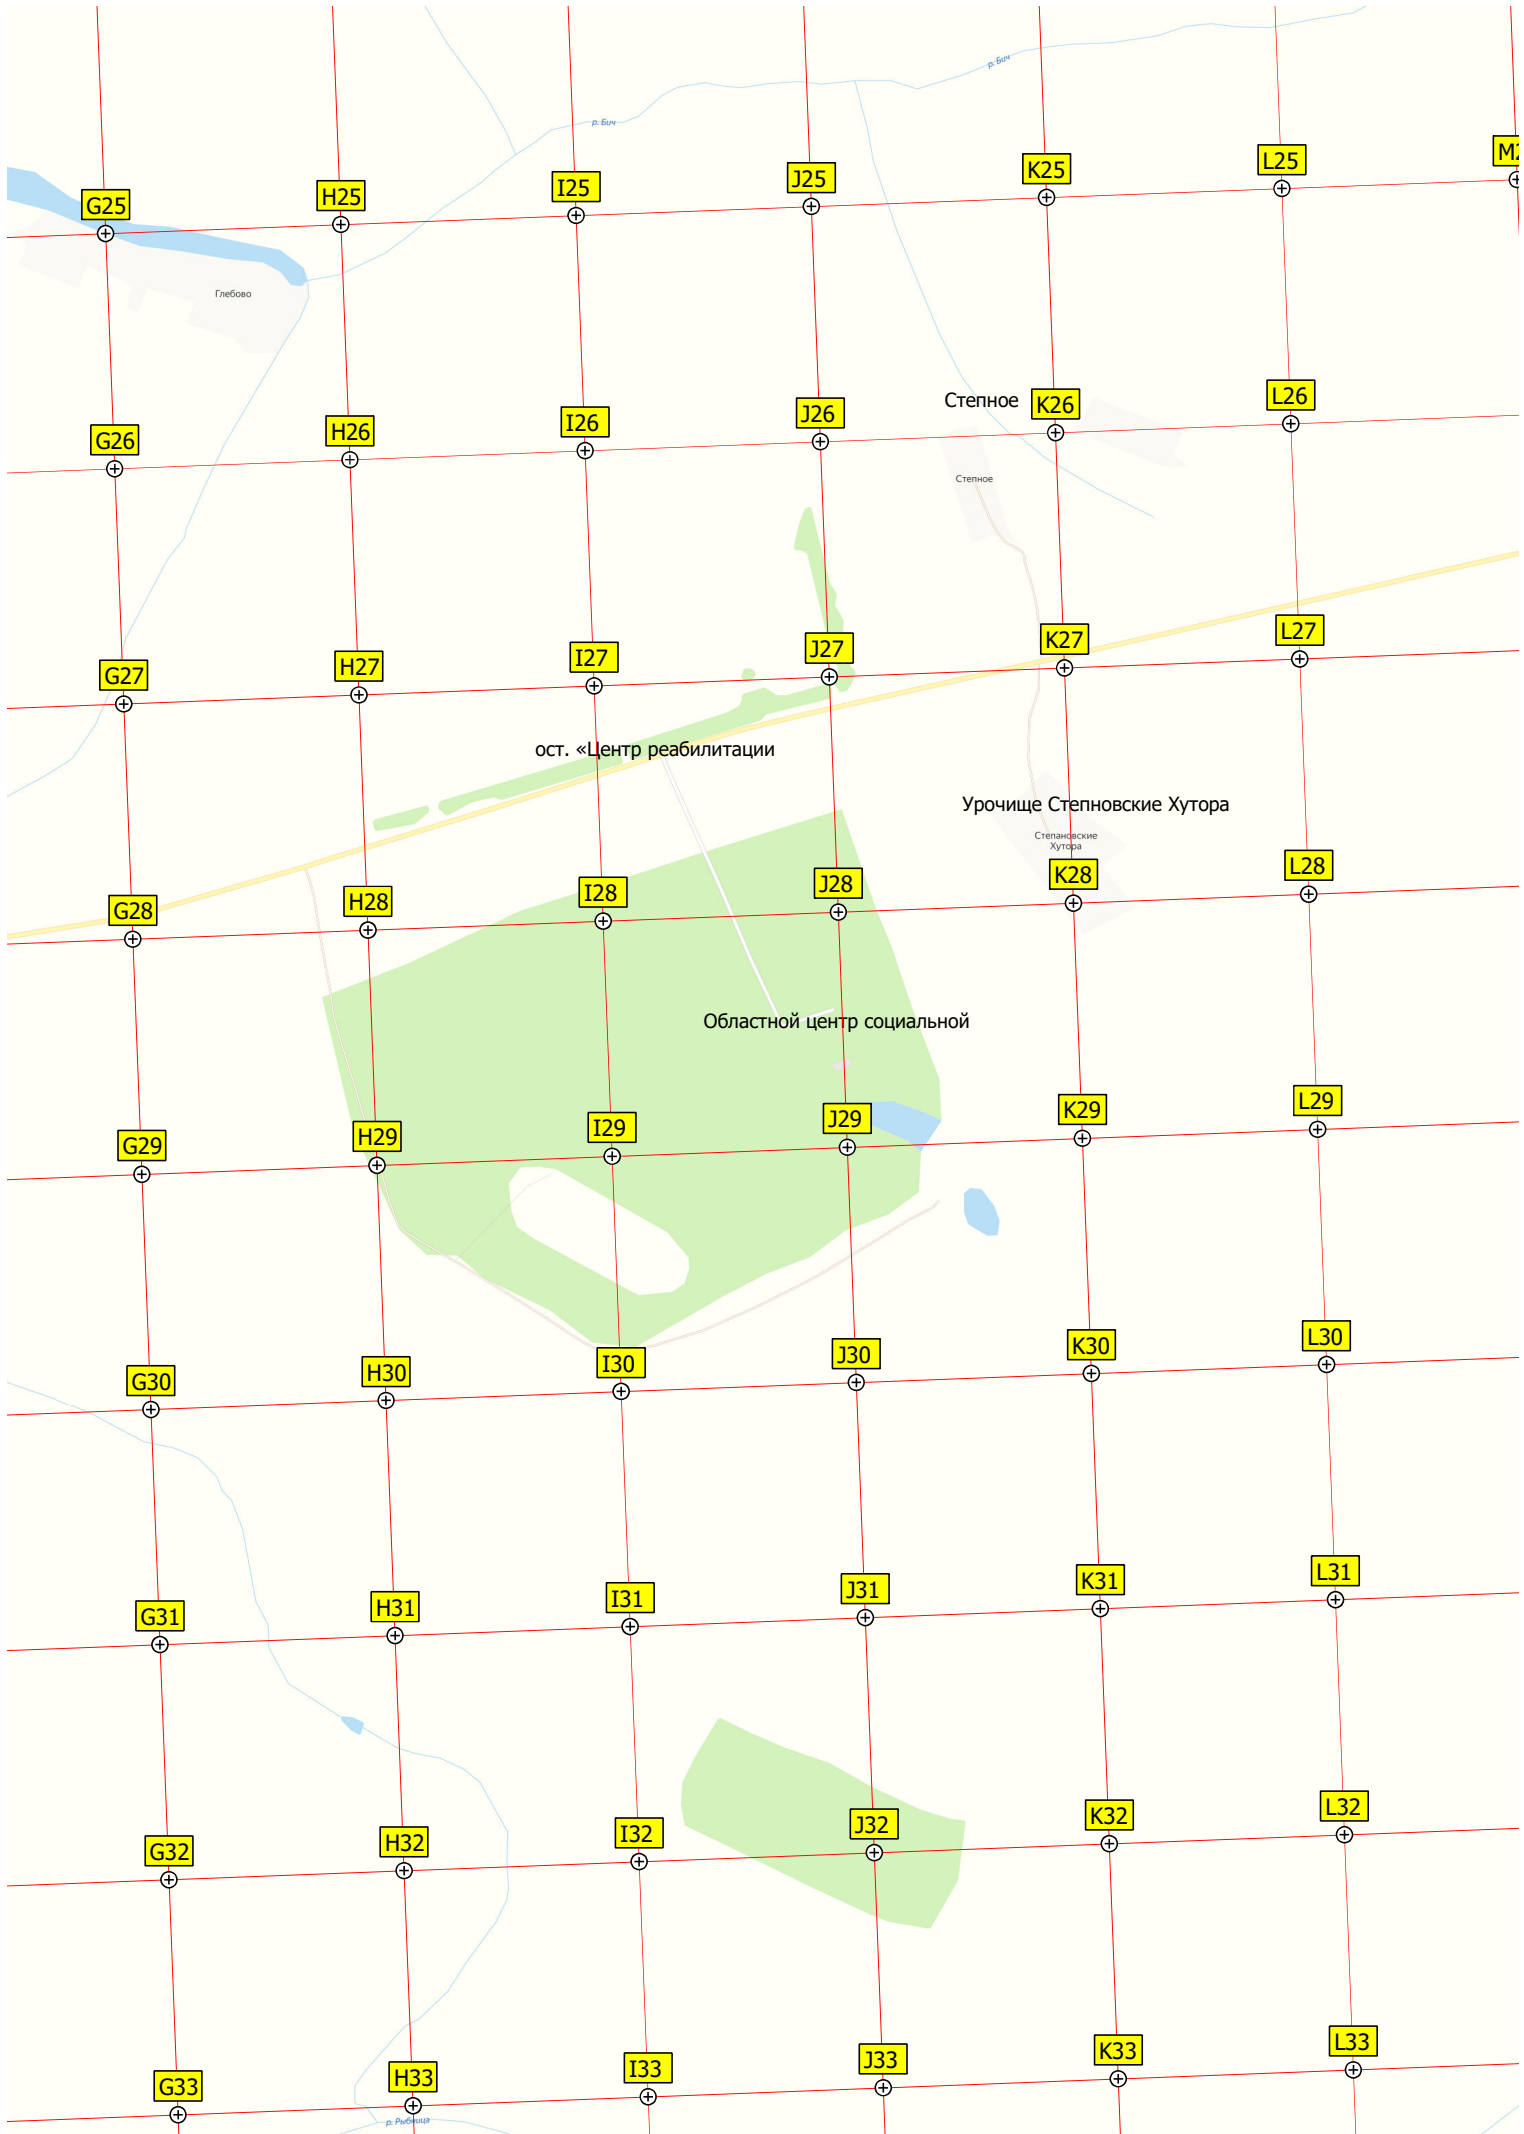 р. Бич
р. Бич
G25
H25
I25
J25
K25
L25
M2
Глебово
G26
H26
I26
J26
Степное
K26
L26
Степное
G27
H27
I27
J27
K27
L27
ост. «Центр реабилитации
Урочище Степновские Хутора
Степановские
Хутора
G28
H28
I28
J28
K28
L28
Областной центр социальной
G29
H29
I29
J29
K29
L29
G30
H30
I30
J30
K30
L30
G31
H31
I31
J31
K31
L31
G32
H32
I32
J32
K32
L32
G33
H33
I33
J33
K33
L33
р. Рыбница